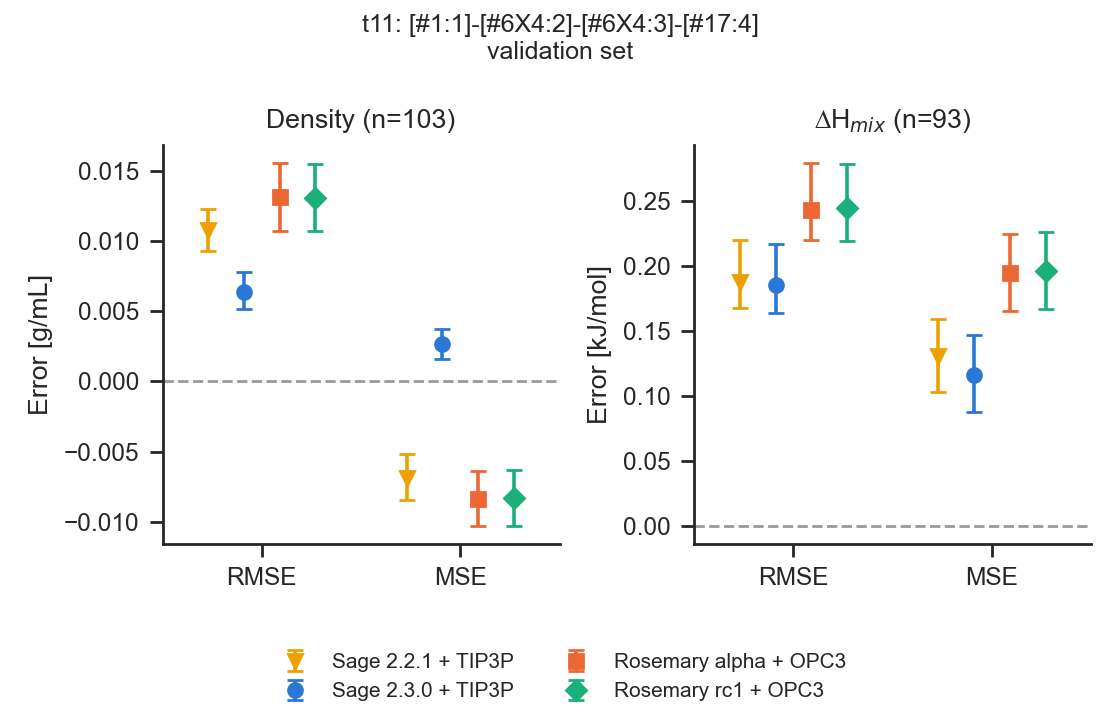 t11: [#1:1]-[#6X4:2]-[#6X4:3]-[#17:4]
validation set
Density (n=103)
Error [g/mL]
0.015
0.010
0.005
0.000
−0.005
−0.010
RMSE
MSE
ΔH$_{mix}$ (n=93)
Error [kJ/mol]
0.25
0.20
0.15
0.10
0.05
0.00
RMSE
MSE
Sage 2.2.1 + TIP3P
Sage 2.3.0 + TIP3P
Rosemary alpha + OPC3
Rosemary rc1 + OPC3